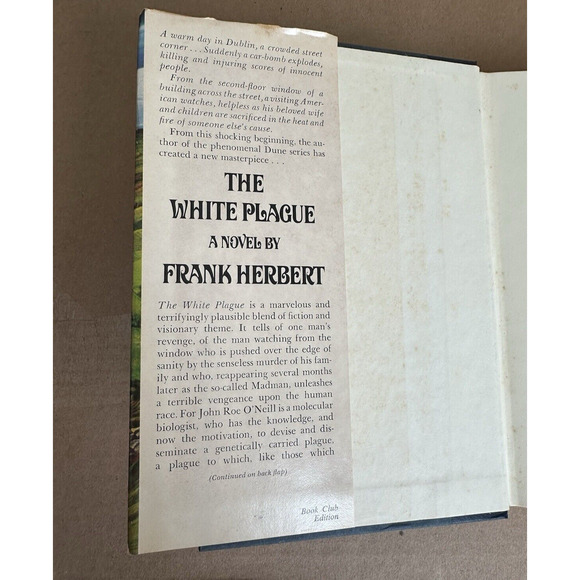 A warm day in Dublin, a crowded street
corner . . . Suddenly a car-bomb explodes,
killing and injuring scores of innocent
people.
From the second-floor window of a
building across the street, a visiting Amer-
ican watches, helpless as his beloved wife
and children are sacrificed in the heat and
fire of someone else's cause.
From this shocking beginning, the au-
thor of the phenomenal Dune series has
created a new masterpiece . . .
THE
WHITE PLAGUE
A NOVEL BY
FRANK HERBERT
The White Plague is a marvelous and
terrifyingly plausible blend of fiction and
visionary theme. It tells of one man's
revenge, of the man watching from the
window who is pushed over the edge of
sanity by the senseless murder of his fam-
ily and who, reappearing several months
later as the so-called Madman, unleashes
a terrible vengeance upon the human
race. For John Roe O'Neill is a molecular
biologist, who has the knowledge, and
now the motivation, to devise and dis-
seminate a genetically carried plague,
a plague to which, like those which
(Continued on back flap)
Book Club
Edition